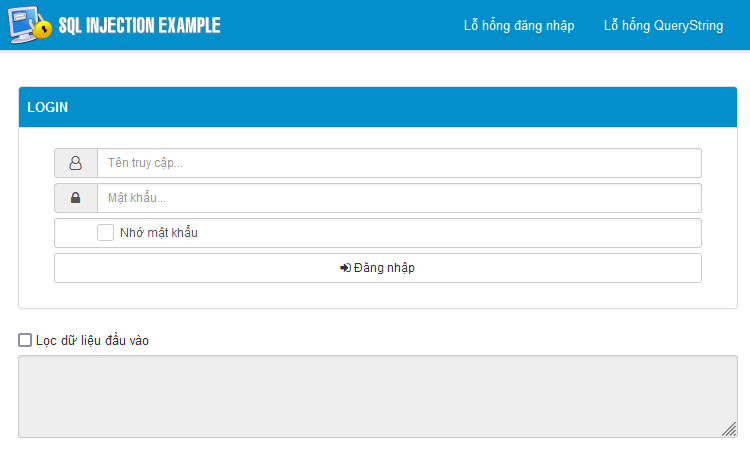 SQL INJECTION EXAMPLE
Lỗ hổng đăng nhập
Lỗ hổng QueryString
LOGIN
Tên truy cập...
Mật khẩu...
Nhớ mật khẩu
Đăng nhập
Lọc dữ liệu đầu vào